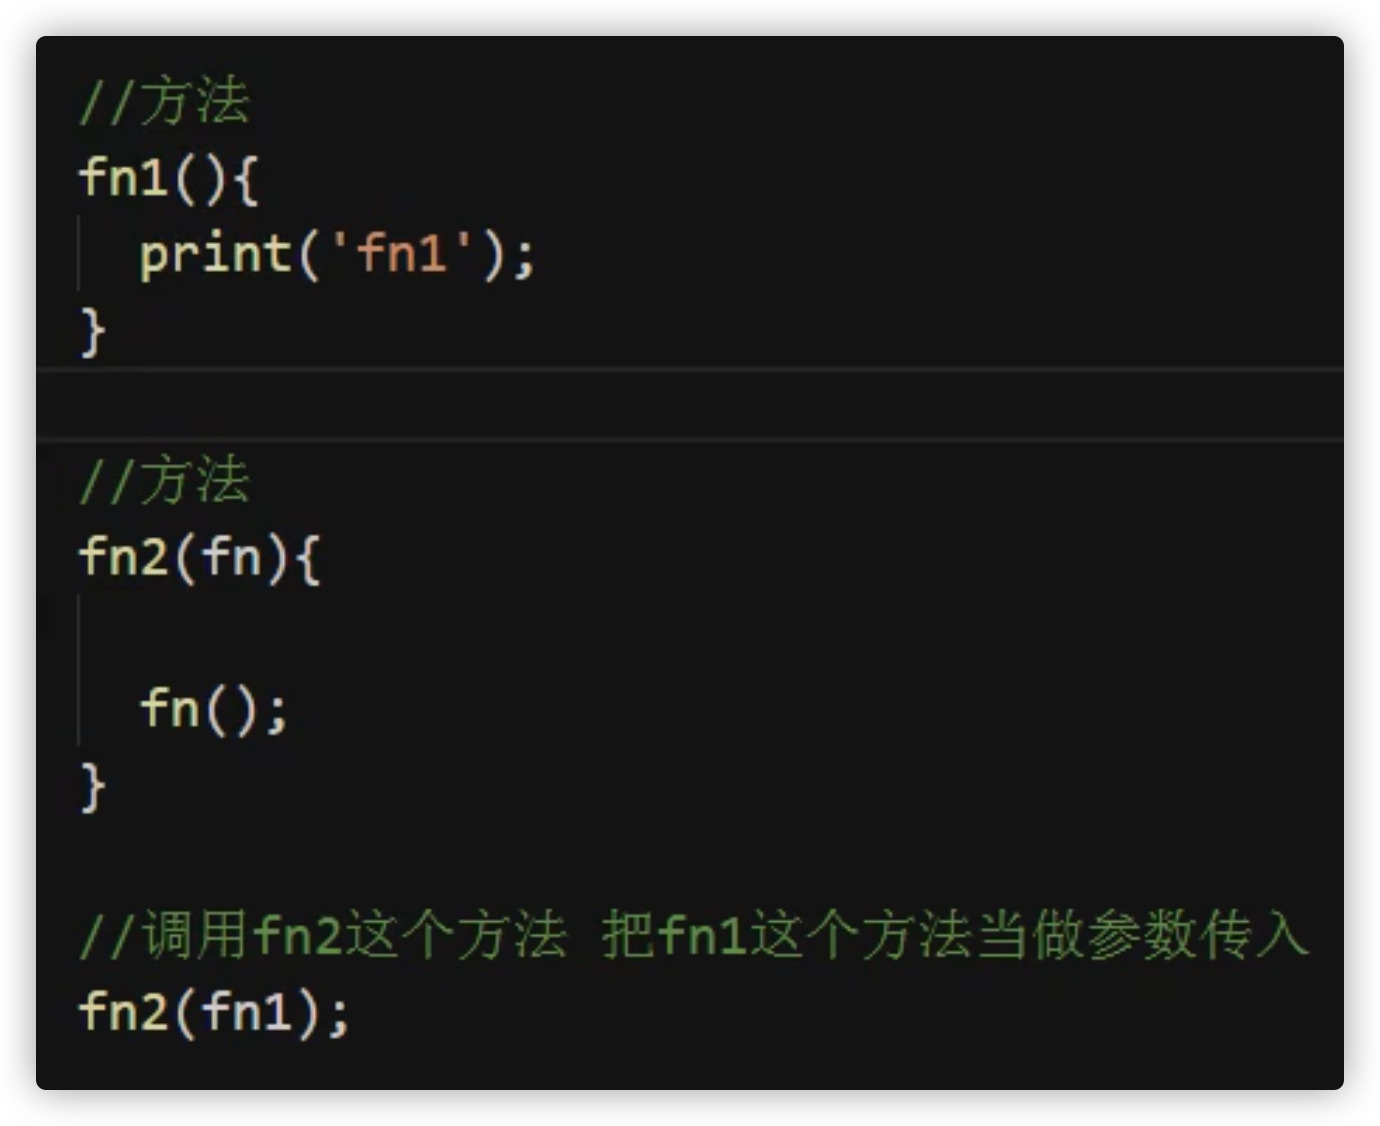 //方法
fn1(){
  print('fn1');
}
//方法
fn2(fn){
  fn();
}
//调用fn2这个方法 把fn1这个方法当做参数传入
fn2(fn1);